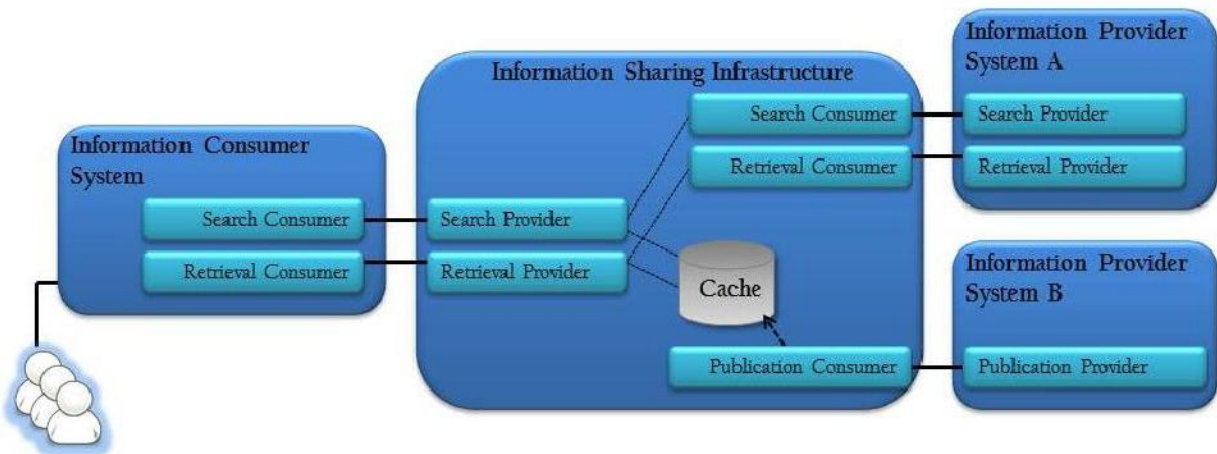 Information Consumer
System
Search Consumer
Retrieval Consumer
Information Sharing Infrastructure
Search Provider
Retrieval Provider
Search Consumer
Retrieval Consumer
Cache
Publication Consumer
Information Provider
System A
Search Provider
Retrieval Provider
Information Provider
System B
Publication Provider